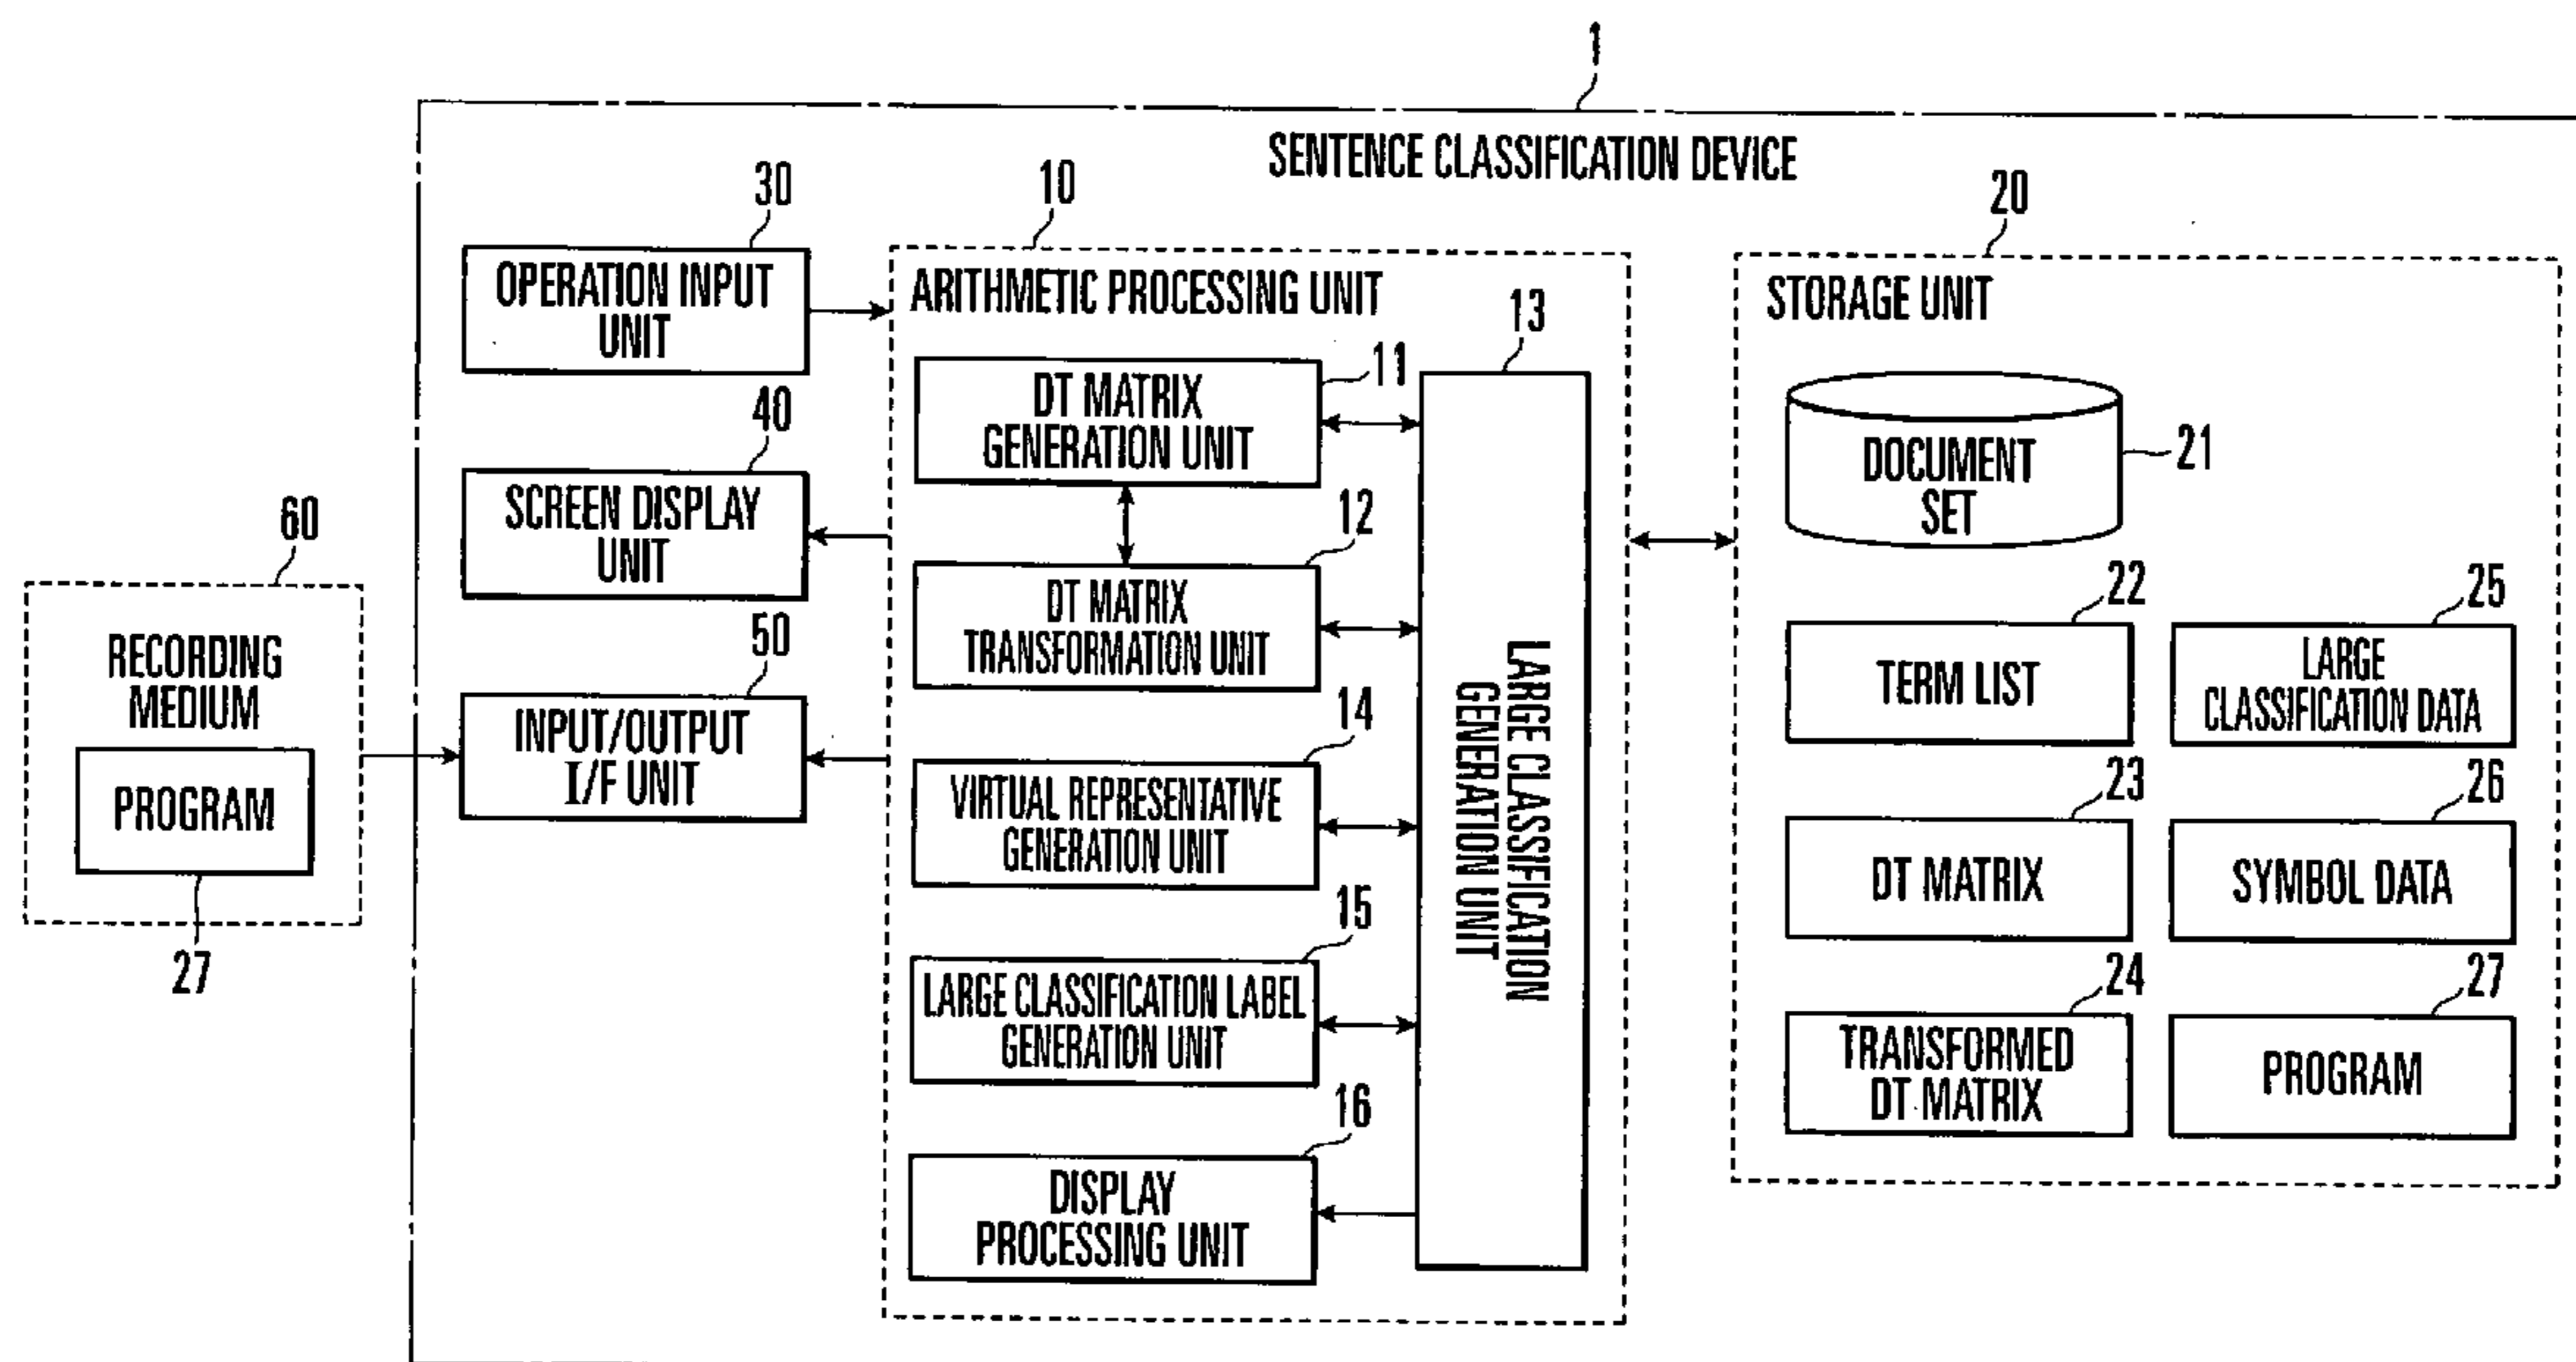 1
SENTENCE CLASSIFICATION DEVICE
30
OPERATION INPUT
UNIT
40
SCREEN DISPLAY
UNIT
50
INPUT/OUTPUT
I/F UNIT
60
RECORDING
MEDIUM
PROGRAM
27
10
ARITHMETIC PROCESSING UNIT
11
DT MATRIX
GENERATION UNIT
12
DT MATRIX
TRANSFORMATION UNIT
13
LARGE CLASSIFICATION
GENERATION UNIT
14
VIRTUAL REPRESENTATIVE
GENERATION UNIT
15
LARGE CLASSIFICATION LABEL
GENERATION UNIT
16
DISPLAY
PROCESSING UNIT
20
STORAGE UNIT
DOCUMENT
SET
21
22
TERM LIST
23
DT MATRIX
24
TRANSFORMED
DT MATRIX
25
LARGE
CLASSIFICATION DATA
26
SYMBOL DATA
27
PROGRAM